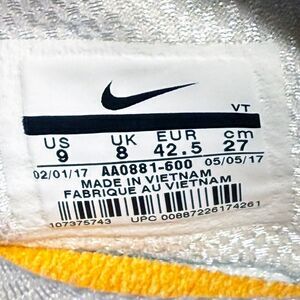 VT
US UK EUR cm
9 8 42.5 27
02/01/17 AA0881-600 05/05/17
MADE IN VIETNAM
FABRIQUE AU VIETNAM
107375743 UPC 00887226174261